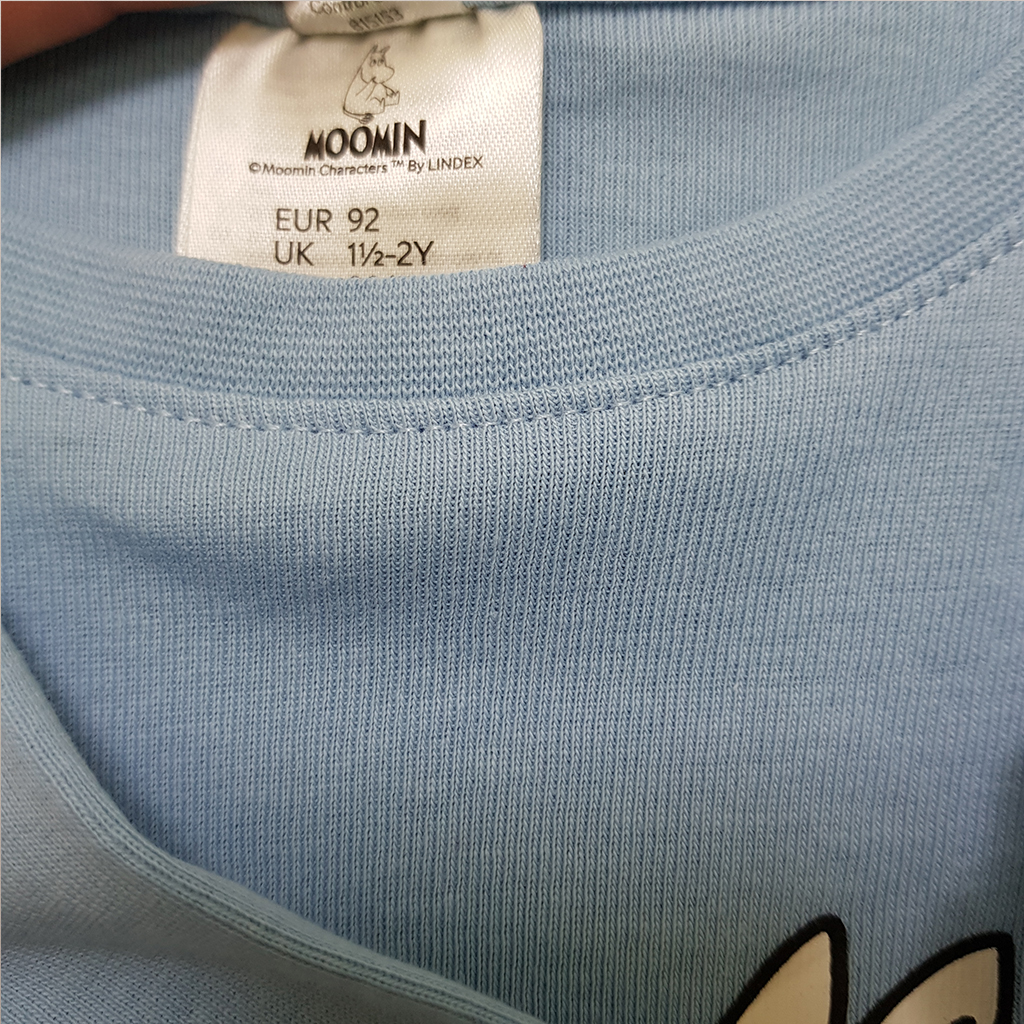 MOOMIN
©Moomin Characters ™ By LINDEX
EUR 92
UK 1½-2Y